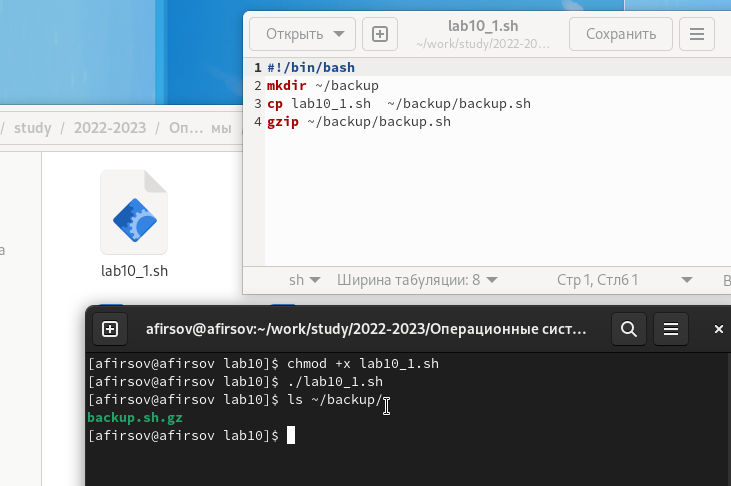 Открыть
lab10_1.sh
~/work/study/2022-20…
Сохранить
1 #!/bin/bash
2 mkdir ~/backup
3 cp lab10_1.sh  ~/backup/backup.sh
4 gzip ~/backup/backup.sh
/ study / 2022-2023 / Оп… мы /
а
lab10_1.sh
sh Ширина табуляции: 8 Стр 1, Стлб 1 В
afirsov@afirsov:~/work/study/2022-2023/Операционные сист…
[afirsov@afirsov lab10]$ chmod +x lab10_1.sh
[afirsov@afirsov lab10]$ ./lab10_1.sh
[afirsov@afirsov lab10]$ ls ~/backup/
backup.sh.gz
[afirsov@afirsov lab10]$